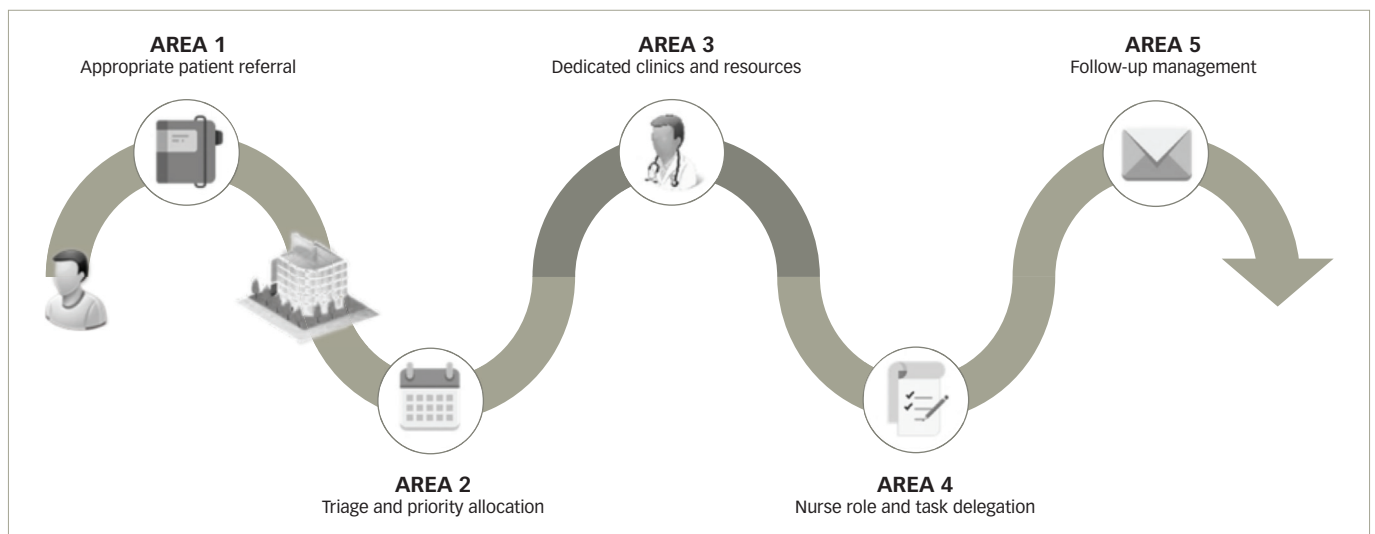 AREA 1
Appropriate patient referral
AREA 3
Dedicated clinics and resources
AREA 5
Follow-up management
AREA 2
Triage and priority allocation
AREA 4
Nurse role and task delegation